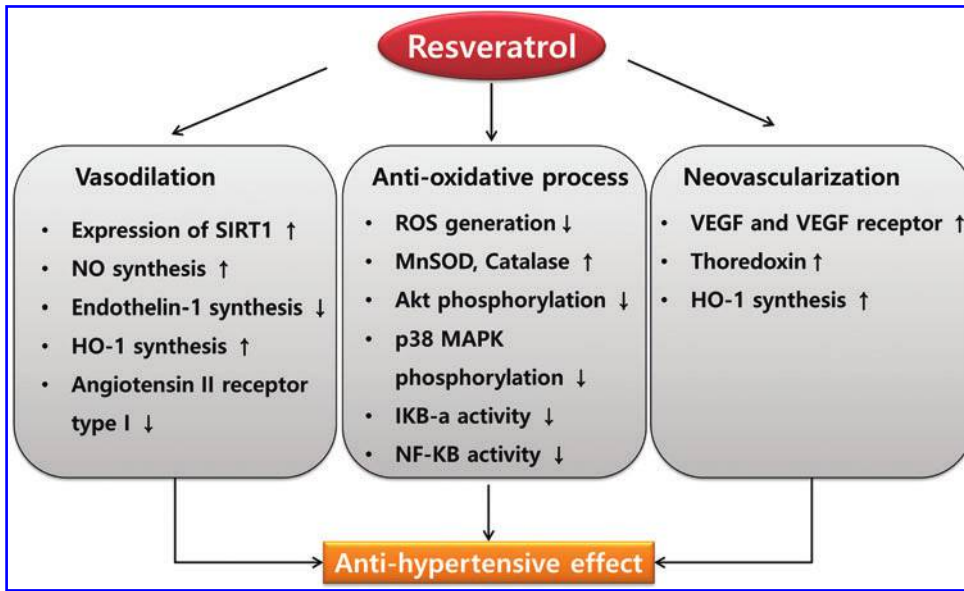 Resveratrol
Vasodilation
• Expression of SIRT1 ↑
• NO synthesis ↑
• Endothelin-1 synthesis ↓
• HO-1 synthesis ↑
• Angiotensin II receptor
type I ↓
Anti-oxidative process
• ROS generation ↓
• MnSOD, Catalase ↑
• Akt phosphorylation ↓
• p38 MAPK
phosphorylation ↓
• IKB-a activity ↓
• NF-KB activity ↓
Neovascularization
• VEGF and VEGF receptor ↑
• Thoredoxin ↑
• HO-1 synthesis ↑
Anti-hypertensive effect